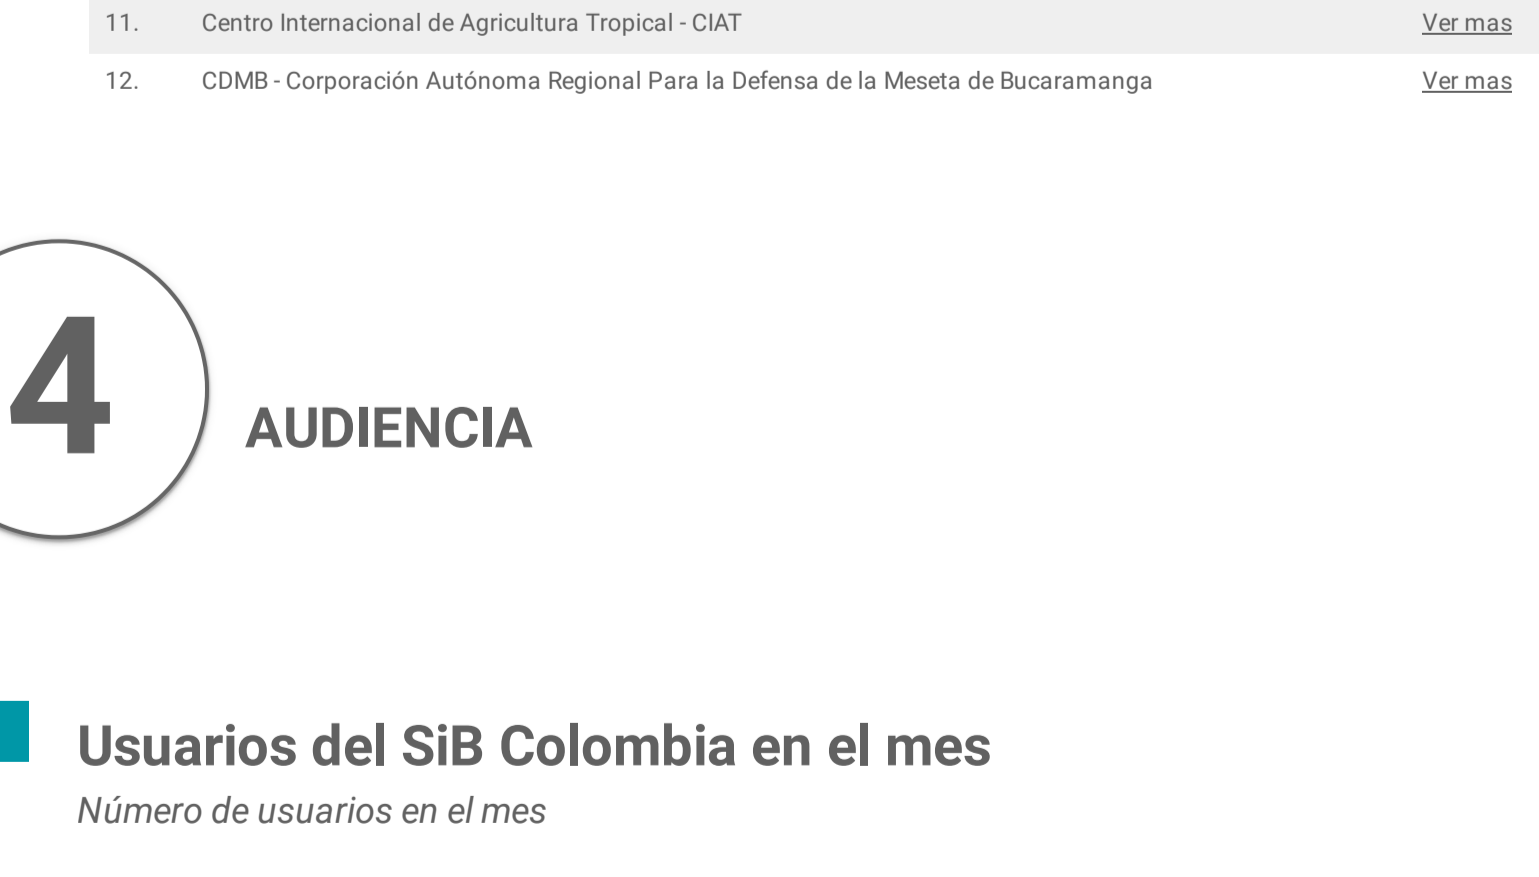 11. Centro Internacional de Agricultura Tropical - CIAT Ver mas
12. CDMB - Corporación Autónoma Regional Para la Defensa de la Meseta de Bucaramanga Ver mas
4
AUDIENCIA
Usuarios del SiB Colombia en el mes
Número de usuarios en el mes